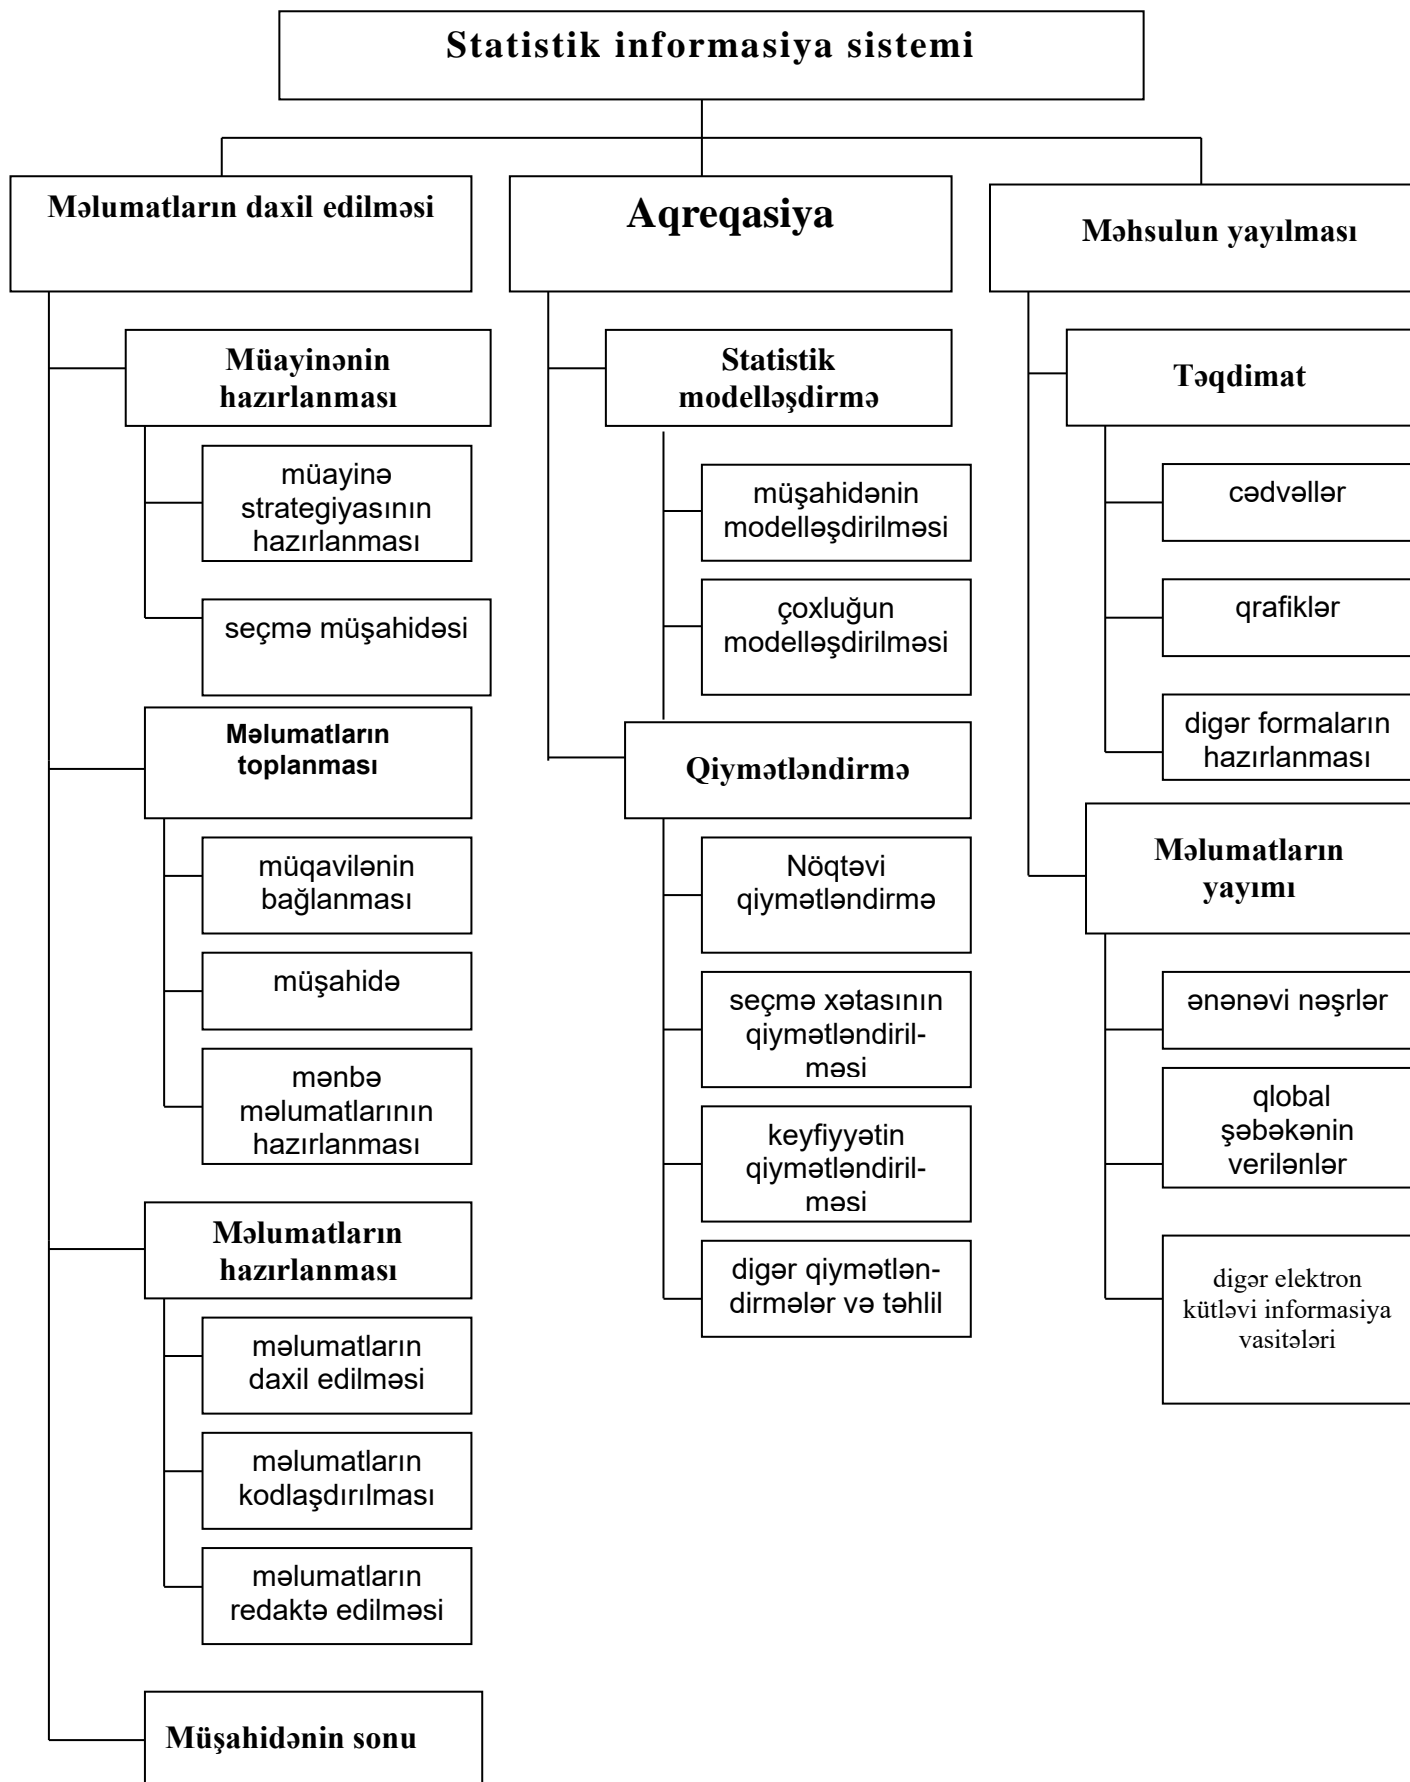 Statistik informasiya sistemi
Məlumatların daxil edilməsi
Müayinənin
hazırlanması
müayinə
strategiyasının
hazırlanması
seçmə müşahidəsi
Məlumatların
toplanması
müqavilənin
bağlanması
müşahidə
mənbə
məlumatlarının
hazırlanması
Məlumatların
hazırlanması
məlumatların
daxil edilməsi
məlumatların
kodlaşdırılması
məlumatların
redaktə edilməsi
Müşahidənin sonu
Aqreqasiya
Statistik
modelləşdirmə
müşahidənin
modelləşdirilməsi
çoxluğun
modelləşdirilməsi
Qiymətləndirmə
Nöqtəvi
qiymətləndirmə
seçmə xətasının
qiymətləndiril-
məsi
keyfiyyətin
qiymətləndiril-
məsi
digər qiymətlən-
dirmələr və təhlil
Məhsulun yayılması
Təqdimat
cədvəllər
qrafiklər
digər formaların
hazırlanması
Məlumatların
yayımı
ənənəvi nəşrlər
qlobal
şəbəkənin
verilənlər
digər elektron
kütləvi informasiya
vasitələri